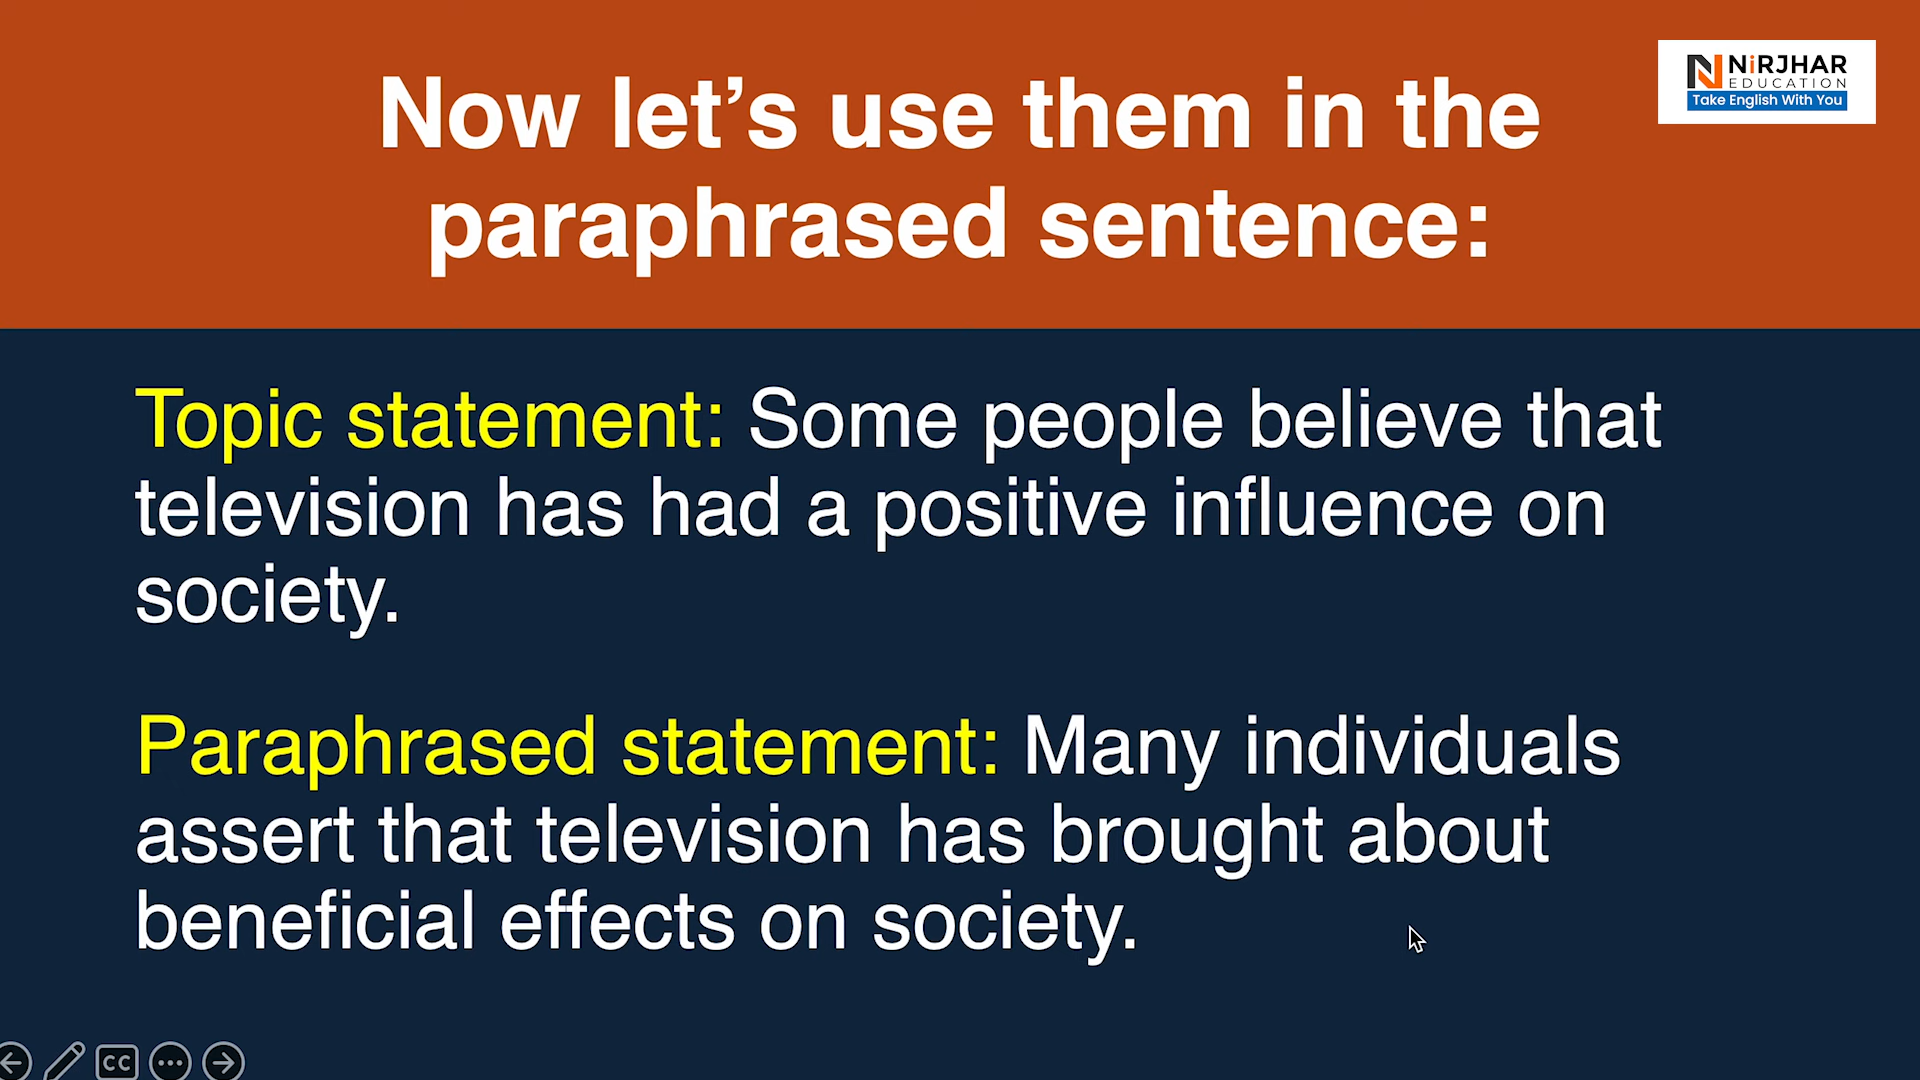 Now let’s use them in the
paraphrased sentence:
NiRJHAR
EDUCATION
Take English With You
Topic statement: Some people believe that
television has had a positive influence on
society.
Paraphrased statement: Many individuals
assert that television has brought about
beneficial effects on society.
CC